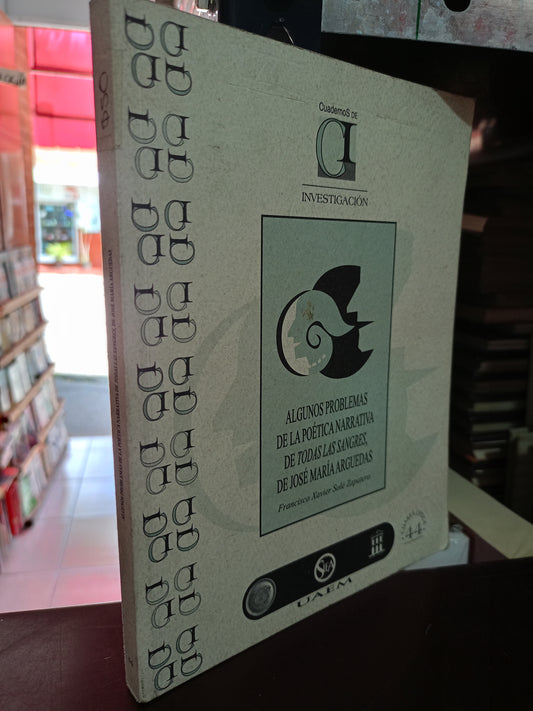 CuadernoS DE
CI
INVESTIGACIÓN
ALGUNOS PROBLEMAS
DE LA POÉTICA NARRATIVA
DE TODAS LAS SANGRES,
DE JOSÉ MARÍA ARGUEDAS
Francisco Xavier Solé Zapatero
44
UAEM
450